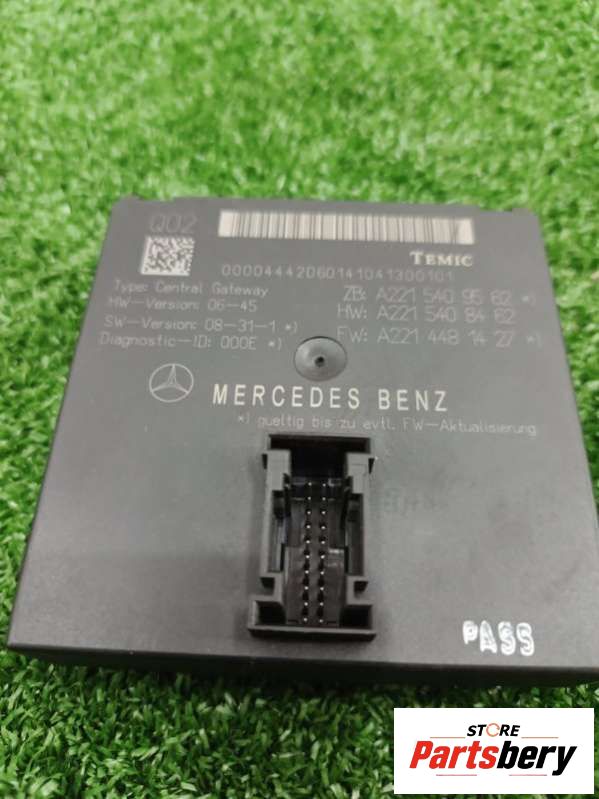 Q02
TEMIC
00004442D60141041300101
Type: Central Gateway
HW-Version: 06-45
SW-Version: 08-31-1 *)
Diagnostic-ID: 000E *)
ZB: A221 540 95 62 *)
HW: A221 540 84 62
FW: A221 448 14 27 *)
MERCEDES BENZ
*) gueltig bis zu evtl. FW-Aktualisierung
PASS
STORE
Partsbery